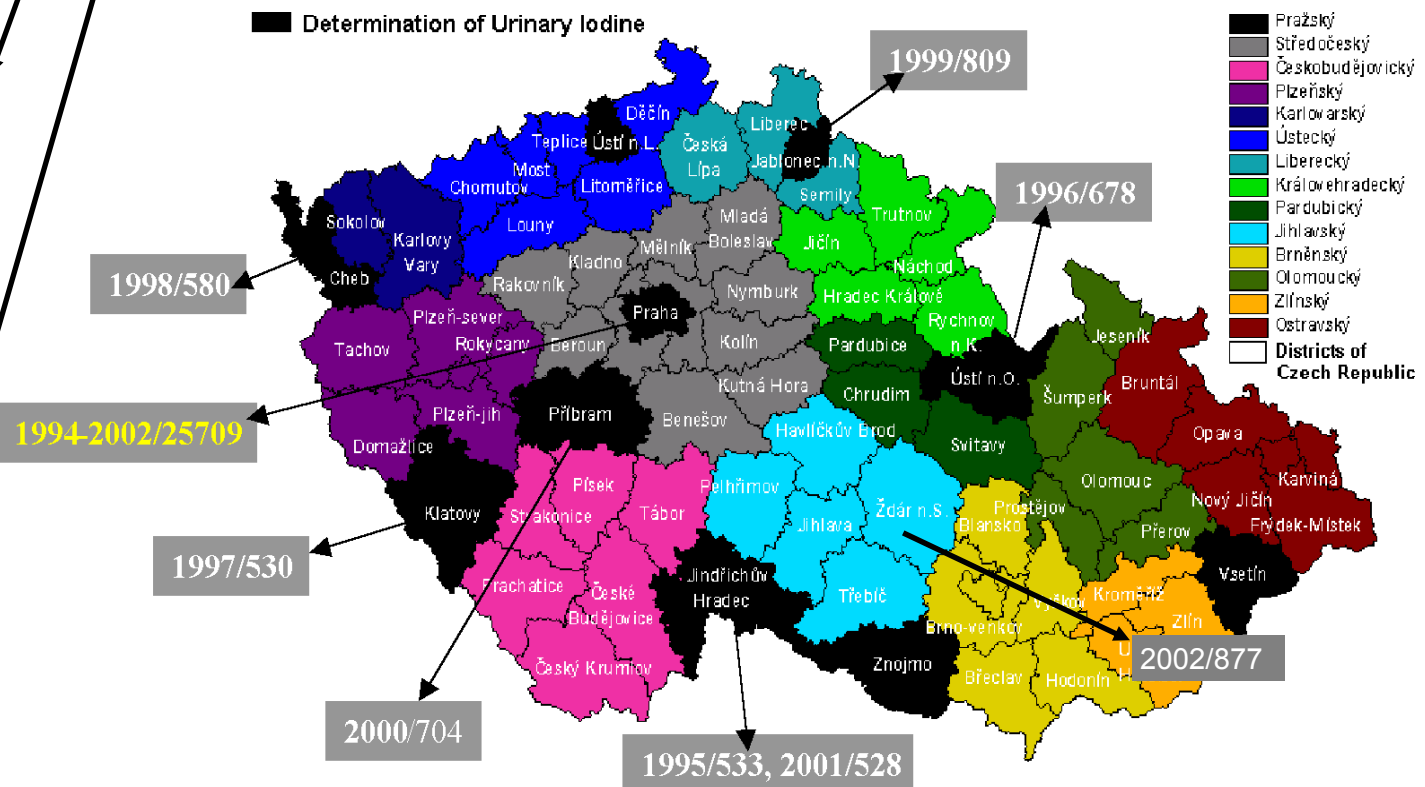 Determination of Urinary Iodine
1999/809
1996/678
1998/580
1994-2002/25709
1997/530
2000/704
1995/533, 2001/528
2002/877
Pražský
Středočeský
Českobudějovický
Plzeňský
Karlovarský
Ústecký
Liberecký
Královehradecký
Pardubický
Jihlavský
Brněnský
Olomoucký
Zlínský
Ostravský
Districts of
Czech Republic
Děčín
Teplice
Ústí n.L.
Most
Chomutov
Litoměřice
Louny
Česká
Lípa
Liberec
Jablonec n.N.
Semily
Sokolov
Karlovy
Vary
Cheb
Mladá
Boleslav
Mělník
Kladno
Rakovník
Nymburk
Praha
Beroun
Kolín
Kutná Hora
Benešov
Příbram
Jičín
Trutnov
Náchod
Hradec Králové
Rychnov
n.K.
Plzeň-sever
Rokycany
Tachov
Plzeň-jih
Domažlice
Klatovy
Pardubice
Chrudim
Ústí n.O.
Svitavy
Havlíčkův Brod
Pelhřimov
Jihlava
Ždár n.S.
Třebíč
Písek
Strakonice
Tábor
Prachatice
České
Budějovice
Český Krumlov
Jindřichův
Hradec
Znojmo
Blansko
Vyškov
Brno-venkov
Břeclav
Hodonín
Jeseník
Šumperk
Olomouc
Prostějov
Přerov
Bruntál
Opava
Karviná
Nový Jičín
Frýdek-Místek
Vsetín
Kroměříž
Zlín